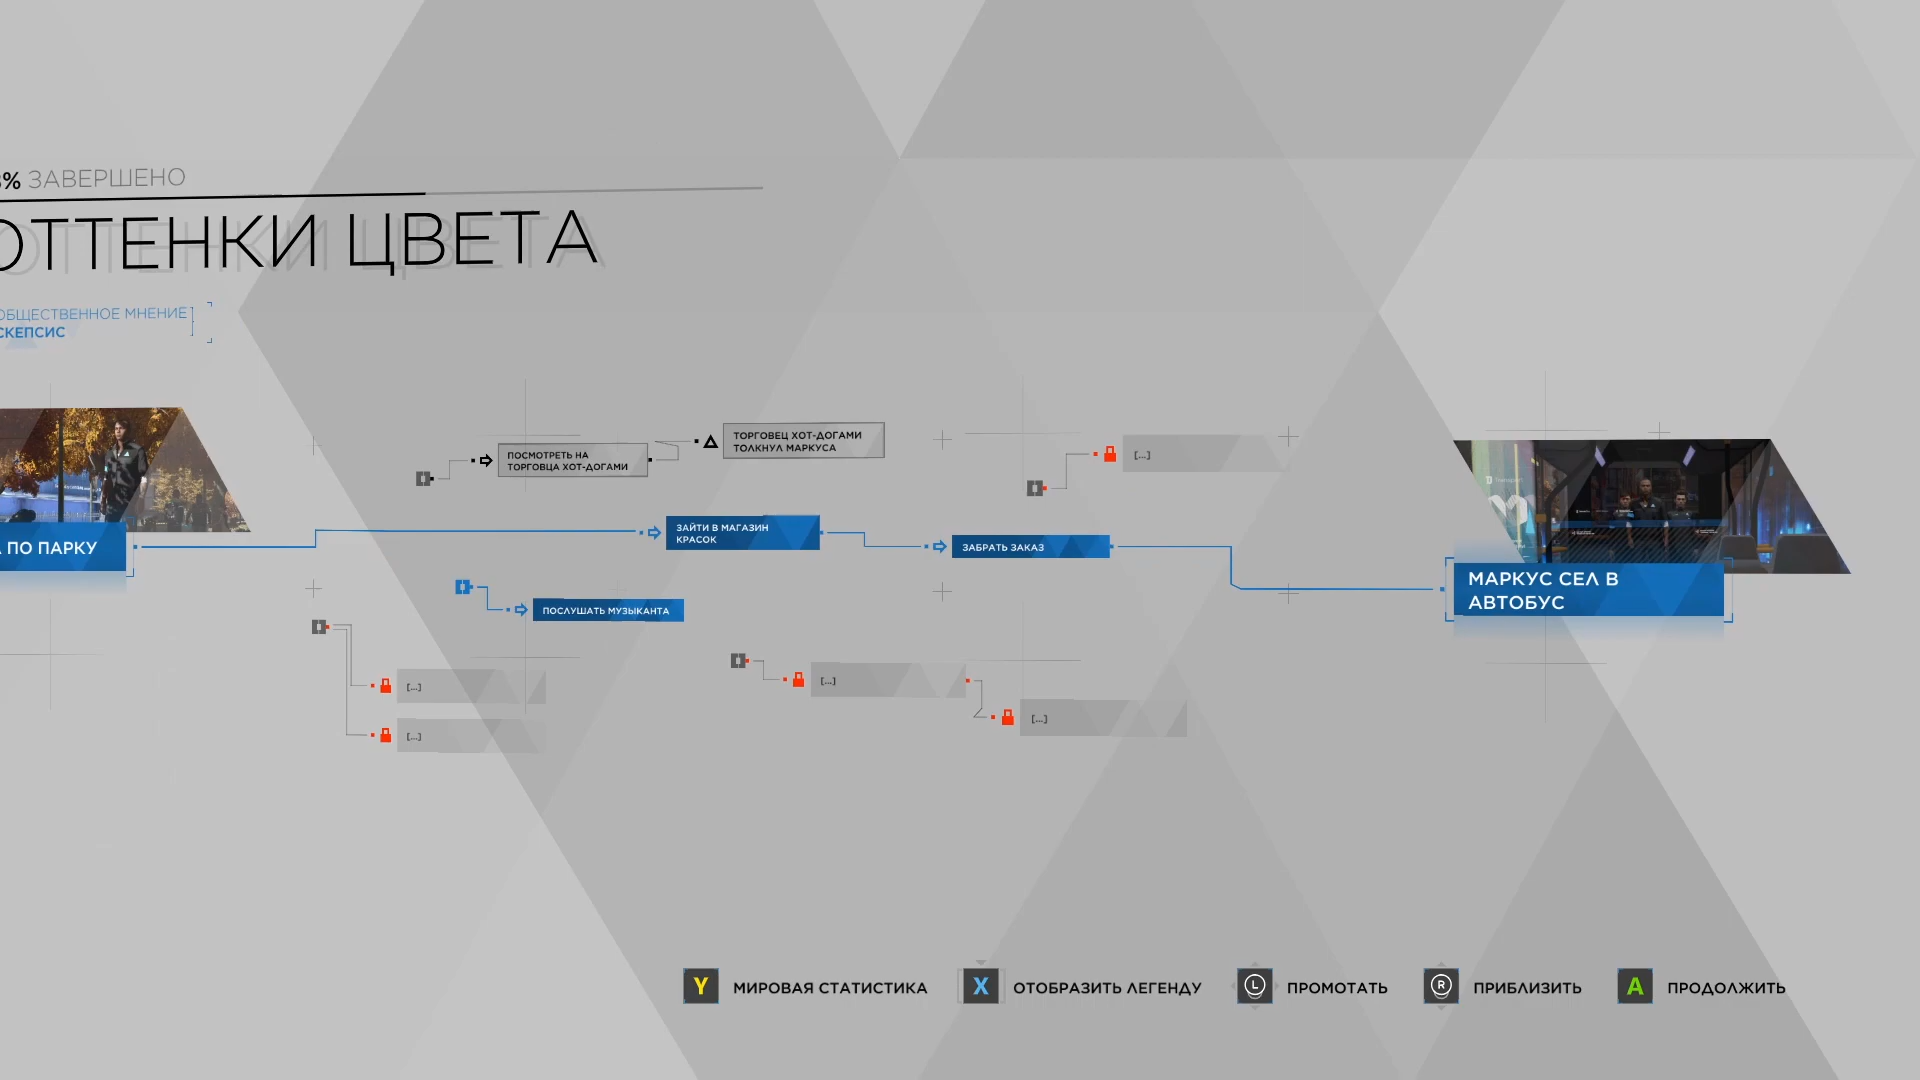 % ЗАВЕРШЕНО
ОТТЕНКИ ЦВЕТА
ОБЩЕСТВЕННОЕ МНЕНИЕ
СКЕПСИС
ПО ПАРКУ
ПОСМОТРЕТЬ НА
ТОРГОВЦА ХОТ-ДОГАМИ
ТОРГОВЕЦ ХОТ-ДОГАМИ
ТОЛКНУЛ МАРКУСА
[...]
ЗАЙТИ В МАГАЗИН
КРАСОК
ЗАБРАТЬ ЗАКАЗ
МАРКУС СЕЛ В
АВТОБУС
ПОСЛУШАТЬ МУЗЫКАНТА
[...]
[...]
[...]
[...]
Y МИРОВАЯ СТАТИСТИКА
X ОТОБРАЗИТЬ ЛЕГЕНДУ
L ПРОМОТАТЬ
R ПРИБЛИЗИТЬ
A ПРОДОЛЖИТЬ